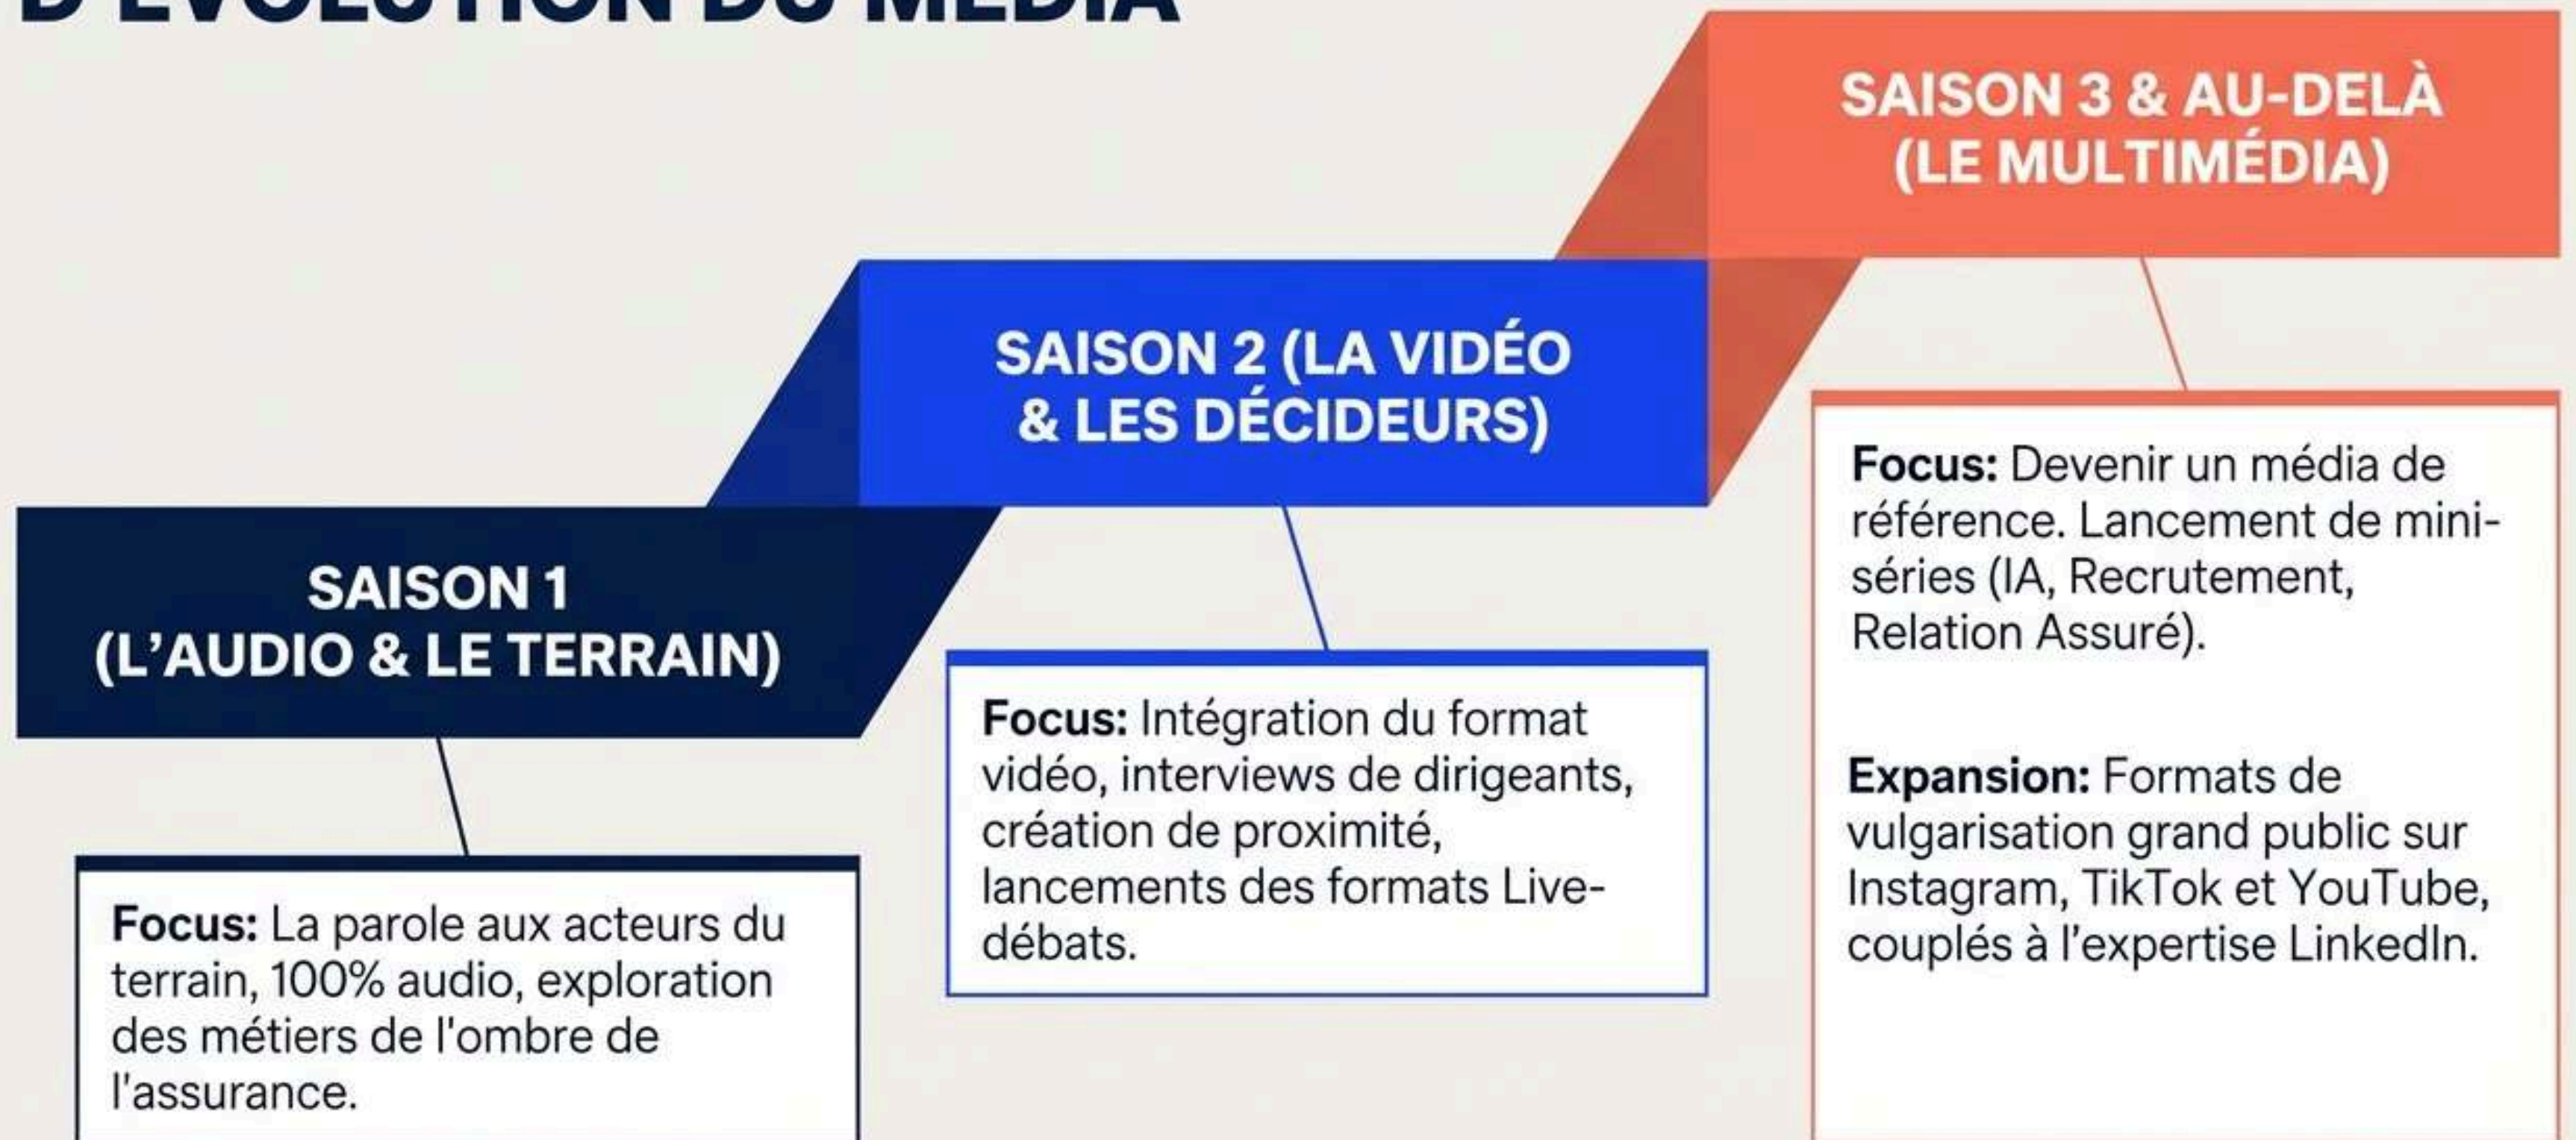 D'ÉVOLUTION DU MÉDIA
SAISON 1
(L’AUDIO & LE TERRAIN)
Focus: La parole aux acteurs du
terrain, 100% audio, exploration
des métiers de l'ombre de
l'assurance.
SAISON 2 (LA VIDÉO
& LES DÉCIDEURS)
Focus: Intégration du format
vidéo, interviews de dirigeants,
création de proximité,
lancements des formats Live-
débats.
SAISON 3 & AU-DELÀ
(LE MULTIMÉDIA)
Focus: Devenir un média de
référence. Lancement de mini-
séries (IA, Recrutement,
Relation Assuré).
Expansion: Formats de
vulgarisation grand public sur
Instagram, TikTok et YouTube,
couplés à l’expertise LinkedIn.